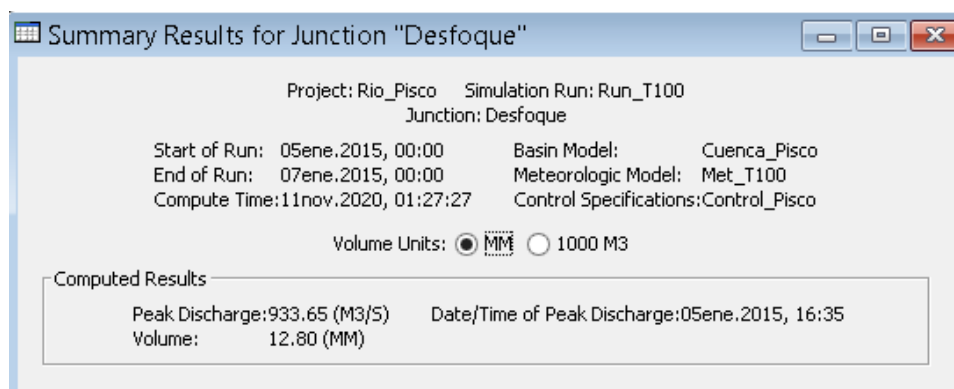 Summary Results for Junction "Desfoque"
Project: Rio_Pisco Simulation Run: Run_T100
Junction: Desfoque
Start of Run: 05ene.2015, 00:00 Basin Model: Cuenca_Pisco
End of Run: 07ene.2015, 00:00 Meteorologic Model: Met_T100
Compute Time:11nov.2020, 01:27:27 Control Specifications:Control_Pisco
Volume Units: MM 1000 M3
Computed Results
Peak Discharge:933.65 (M3/S) Date/Time of Peak Discharge:05ene.2015, 16:35
Volume: 12.80 (MM)